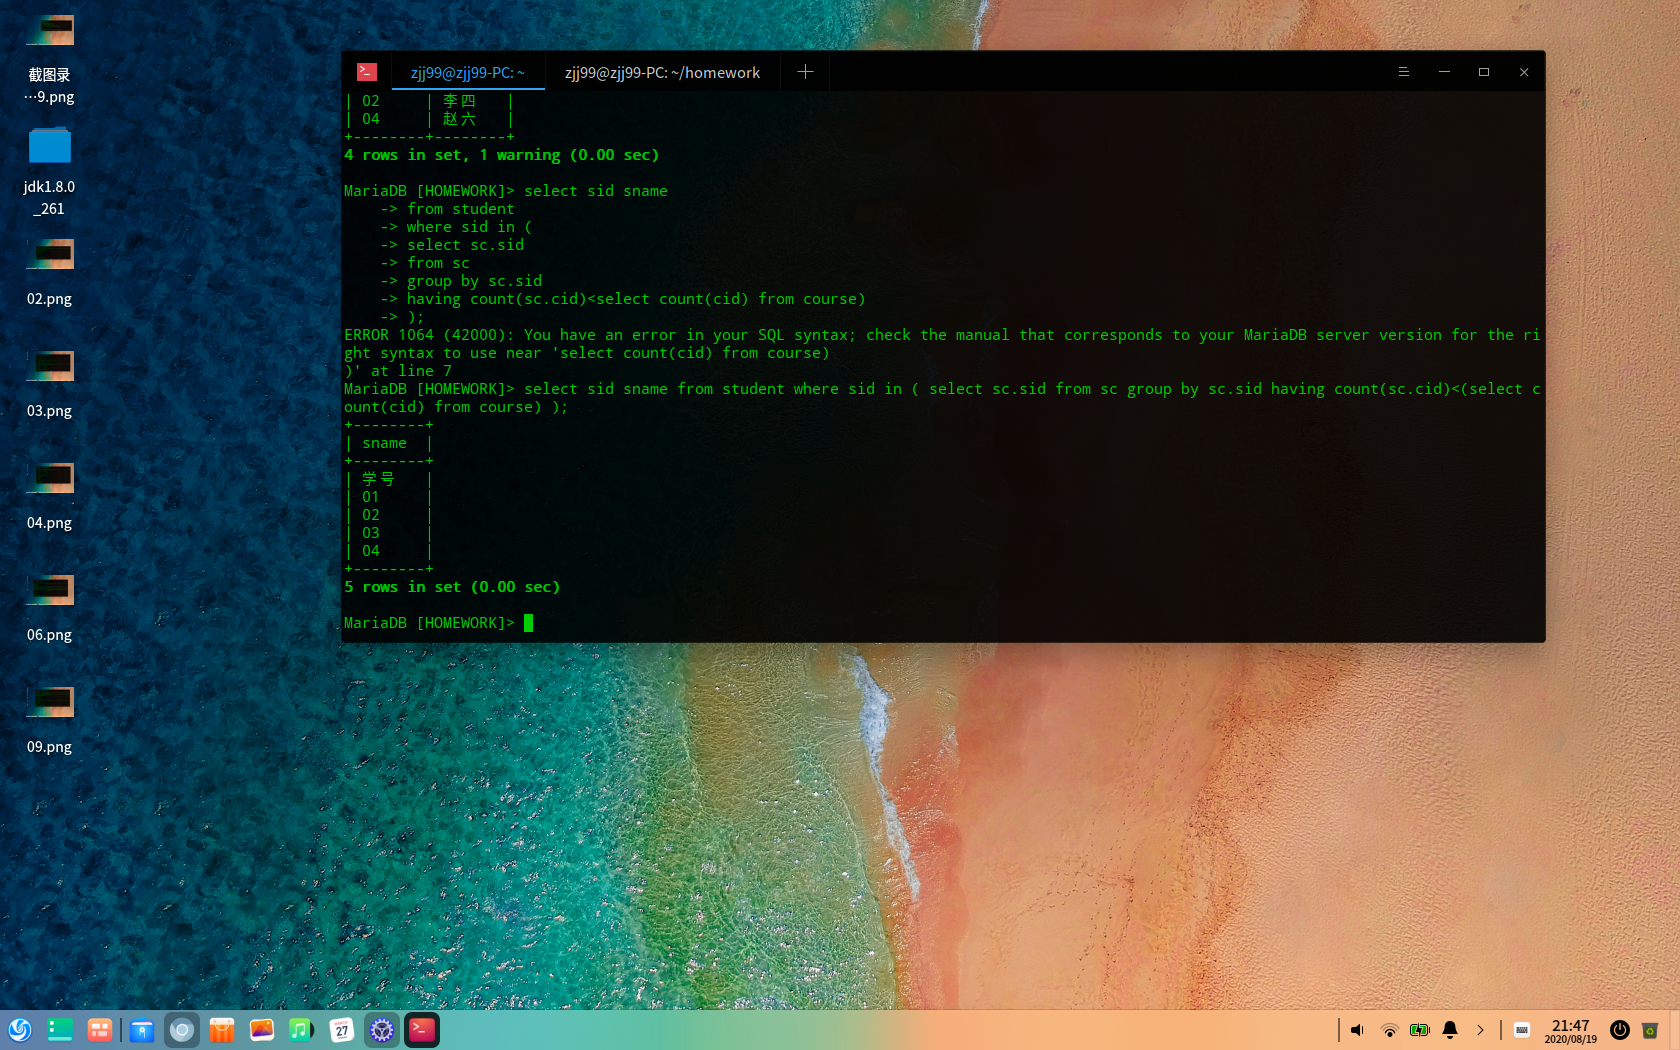 截图录
…9.png
jdk1.8.0
_261
02.png
03.png
04.png
06.png
09.png
zjj99@zjj99-PC: ~
zjj99@zjj99-PC: ~/homework
| 02     | 李四   |
| 04     | 赵六   |
+--------+--------+
4 rows in set, 1 warning (0.00 sec)
MariaDB [HOMEWORK]> select sid sname
    -> from student
    -> where sid in (
    -> select sc.sid
    -> from sc
    -> group by sc.sid
    -> having count(sc.cid)<select count(cid) from course)
    -> );
ERROR 1064 (42000): You have an error in your SQL syntax; check the manual that corresponds to your MariaDB server version for the ri
ght syntax to use near 'select count(cid) from course)
)' at line 7
MariaDB [HOMEWORK]> select sid sname from student where sid in ( select sc.sid from sc group by sc.sid having count(sc.cid)<(select c
ount(cid) from course) );
+--------+
| sname  |
+--------+
| 学号   |
| 01     |
| 02     |
| 03     |
| 04     |
+--------+
5 rows in set (0.00 sec)
MariaDB [HOMEWORK]>
27
21:47
2020/08/19